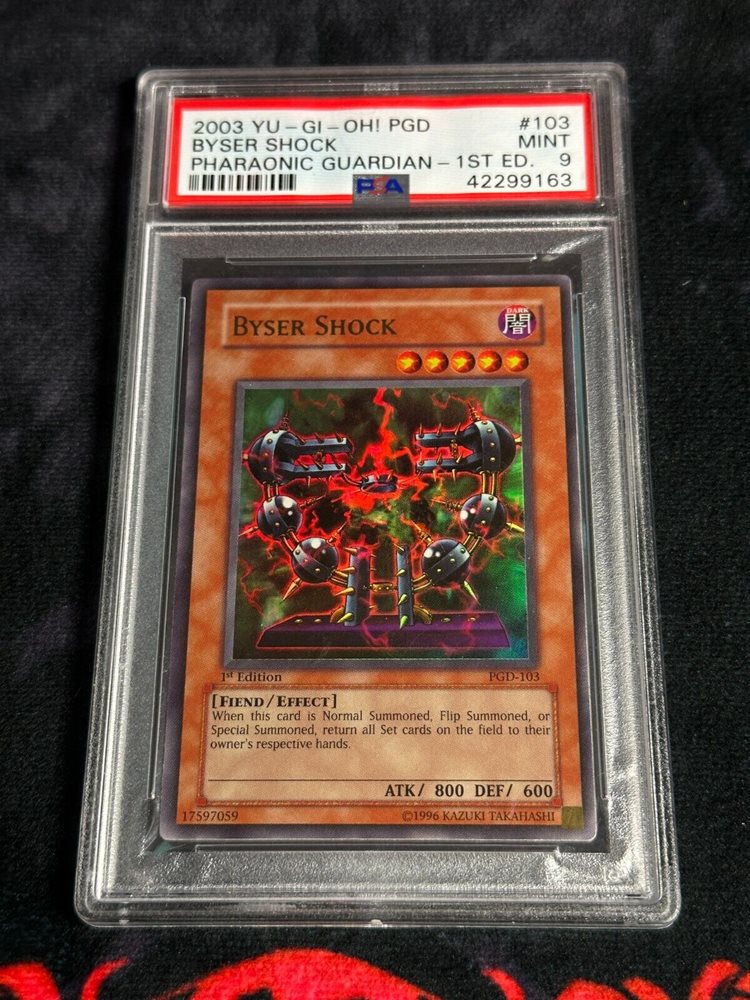 2003 YU-GI-OH! PGD #103
BYSER SHOCK MINT
PHARAONIC GUARDIAN-1ST ED. 9
PSA 42299163
BYSER SHOCK
DARK
闇
1st Edition PGD-103
[FIEND/EFFECT]
When this card is Normal Summoned, Flip Summoned, or
Special Summoned, return all Set cards on the field to their
owner's respective hands.
ATK/ 800 DEF/ 600
17597059 ©1996 KAZUKI TAKAHASHI